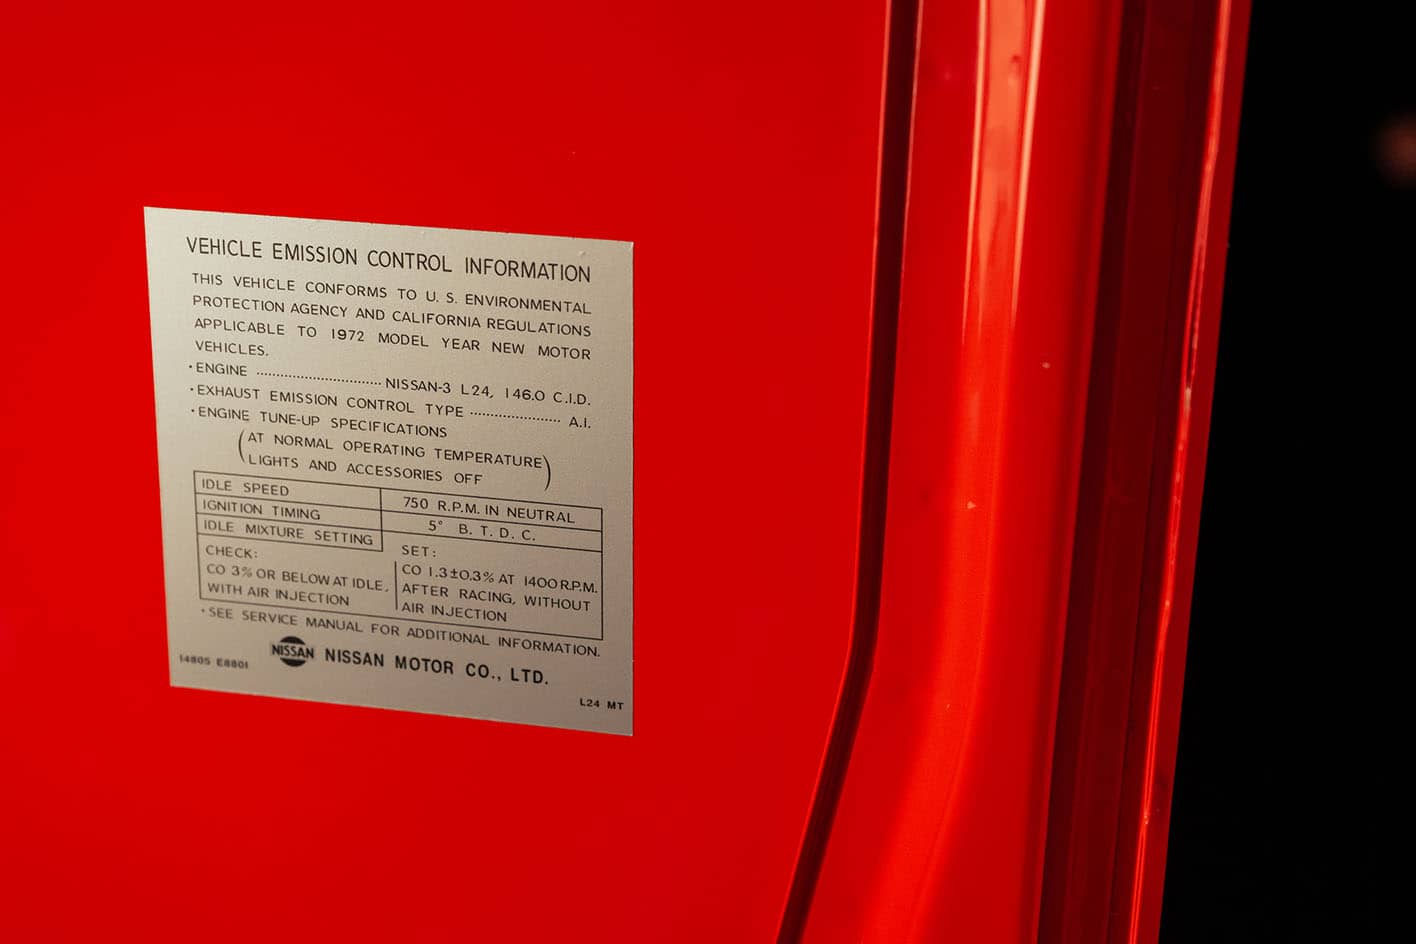 VEHICLE EMISSION CONTROL INFORMATION
THIS VEHICLE CONFORMS TO U. S. ENVIRONMENTAL
PROTECTION AGENCY AND CALIFORNIA REGULATIONS
APPLICABLE TO 1972 MODEL YEAR NEW MOTOR
VEHICLES.
·ENGINE .............................. NISSAN-3 L24, 146.0 C.I.D.
·EXHAUST EMISSION CONTROL TYPE ...................... A.I.
·ENGINE TUNE-UP SPECIFICATIONS
(AT NORMAL OPERATING TEMPERATURE
LIGHTS AND ACCESSORIES OFF)
IDLE SPEED 750 R.P.M. IN NEUTRAL
IGNITION TIMING 5° B. T. D. C.
IDLE MIXTURE SETTING
CHECK:
CO 3% OR BELOW AT IDLE,
WITH AIR INJECTION
SET:
CO 1.3±0.3% AT 1400 R.P.M.
AFTER RACING, WITHOUT
AIR INJECTION
·SEE SERVICE MANUAL FOR ADDITIONAL INFORMATION.
NISSAN NISSAN MOTOR CO., LTD.
14805 E8801
L24 MT